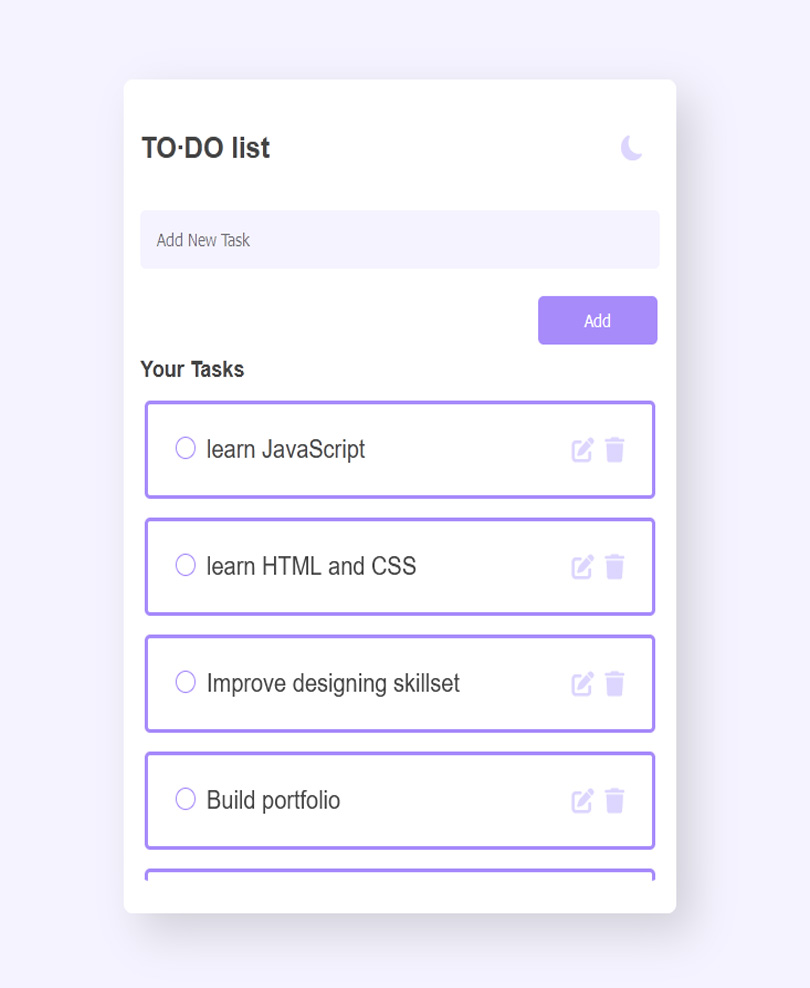 TO·DO list
Add New Task
Add
Your Tasks
learn JavaScript
learn HTML and CSS
Improve designing skillset
Build portfolio